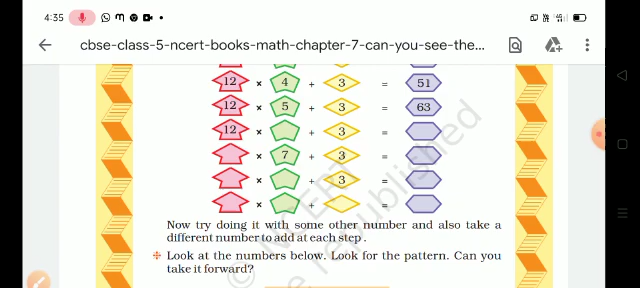 4:35
cbse-class-5-ncert-books-math-chapter-7-can-you-see-the...
12 × 4 + 3 = 51
12 × 5 + 3 = 63
12 × + 3 =
× 7 + 3 =
× + 3 =
× + =
Now try doing it with some other number and also take a
different number to add at each step.
Look at the numbers below. Look for the pattern. Can you
take it forward?
© NCERT
be republished